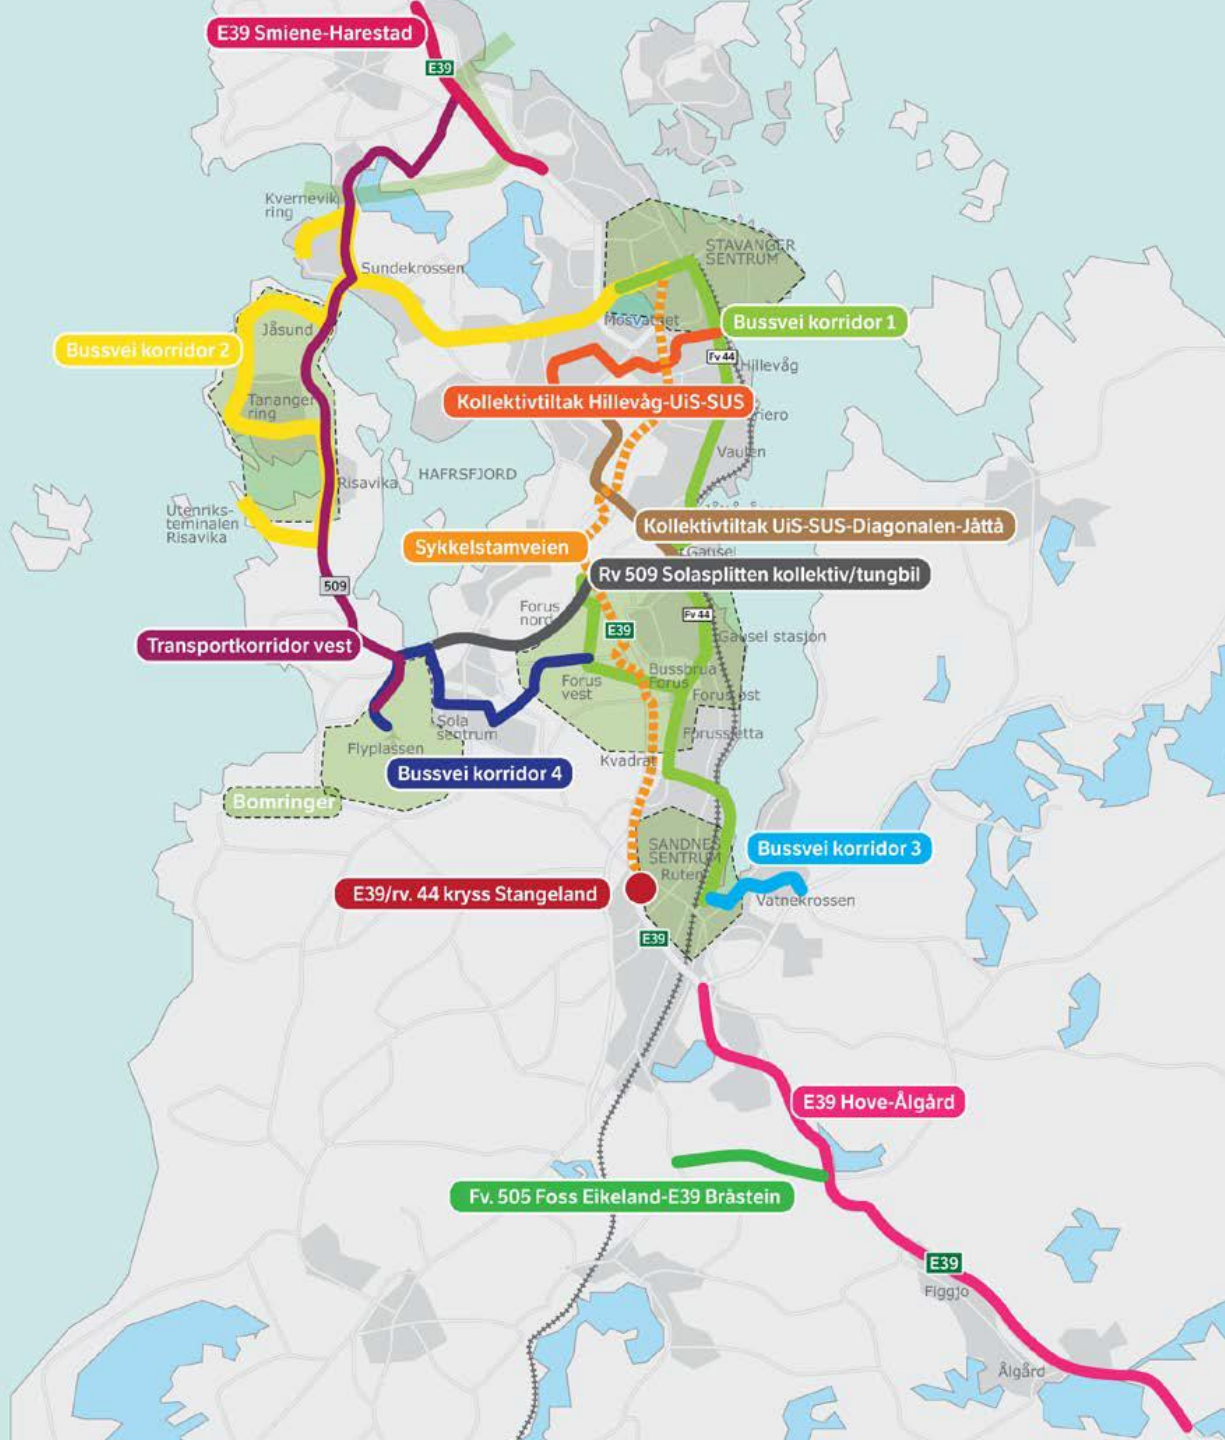 E39 Smiene-Harestad
E39
Kvernevik
ring
STAVANGER
SENTRUM
Sundekrossen
Mosvatnet
Bussvei korridor 1
Jåsund
Bussvei korridor 2
Fv 44
Hillevåg
Tananger
ring
Kollektivtiltak Hillevåg-UiS-SUS
Vaulen
HAFRSFJORD
Risavika
Utenriks-
teminalen
Risavika
Kollektivtiltak UiS-SUS-Diagonalen-Jåttå
Sykkelstamveien
Gausel
Rv 509 Solasplitten kollektiv/tungbil
509
Forus
nord
Fv 44
E39
Gausel stasjon
Transportkorridor vest
Bussbrua
Forus
Forus
vest
Forus øst
Sola
sentrum
Forussletta
Flyplassen
Kvadrat
Bussvei korridor 4
Bomringer
SANDNES
SENTRUM
Ruten
Bussvei korridor 3
E39/rv. 44 kryss Stangeland
Vatnekrossen
E39
E39 Hove-Ålgård
Fv. 505 Foss Eikeland-E39 Bråstein
E39
Figgjo
Ålgård